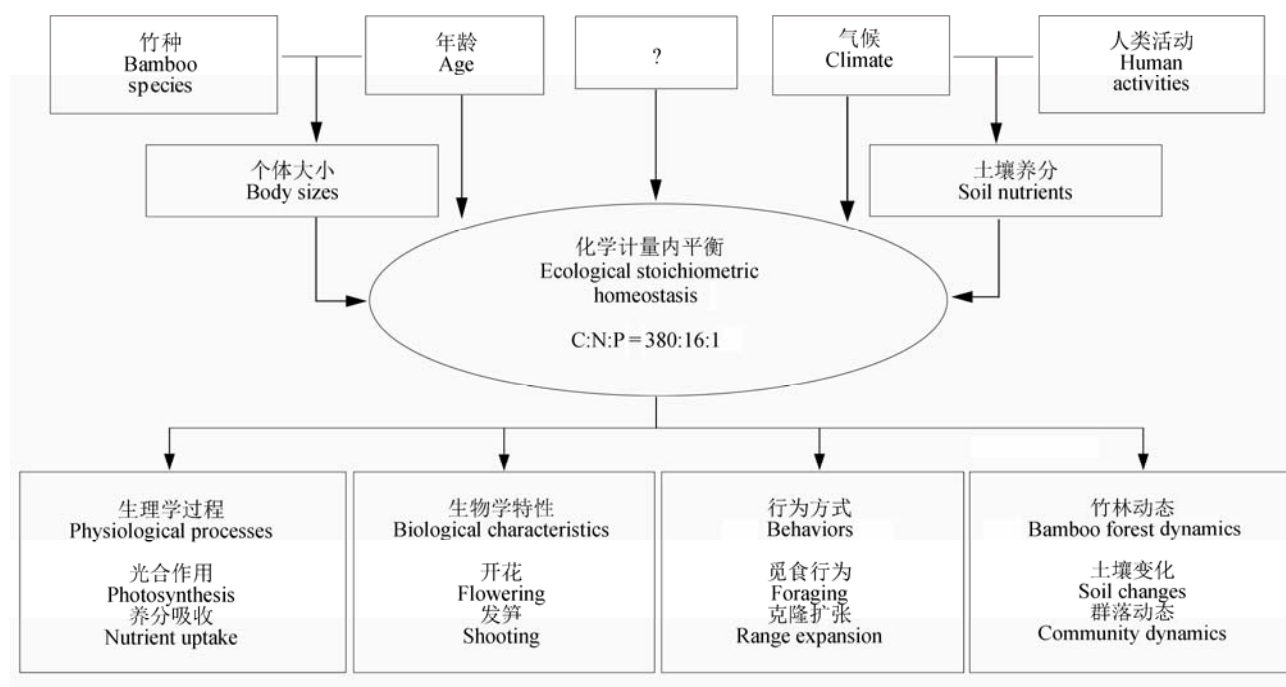 竹种
Bamboo
species
年龄
Age
?
气候
Climate
人类活动
Human
activities
个体大小
Body sizes
土壤养分
Soil nutrients
化学计量内平衡
Ecological stoichiometric
homeostasis
C:N:P = 380:16:1
生理学过程
Physiological processes
光合作用
Photosynthesis
养分吸收
Nutrient uptake
生物学特性
Biological characteristics
开花
Flowering
发笋
Shooting
行为方式
Behaviors
觅食行为
Foraging
克隆扩张
Range expansion
竹林动态
Bamboo forest dynamics
土壤变化
Soil changes
群落动态
Community dynamics